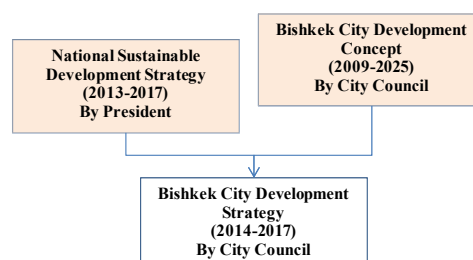 National Sustainable
Development Strategy
(2013-2017)
By President
Bishkek City Development
Concept
(2009-2025)
By City Council
Bishkek City Development
Strategy
(2014-2017)
By City Council